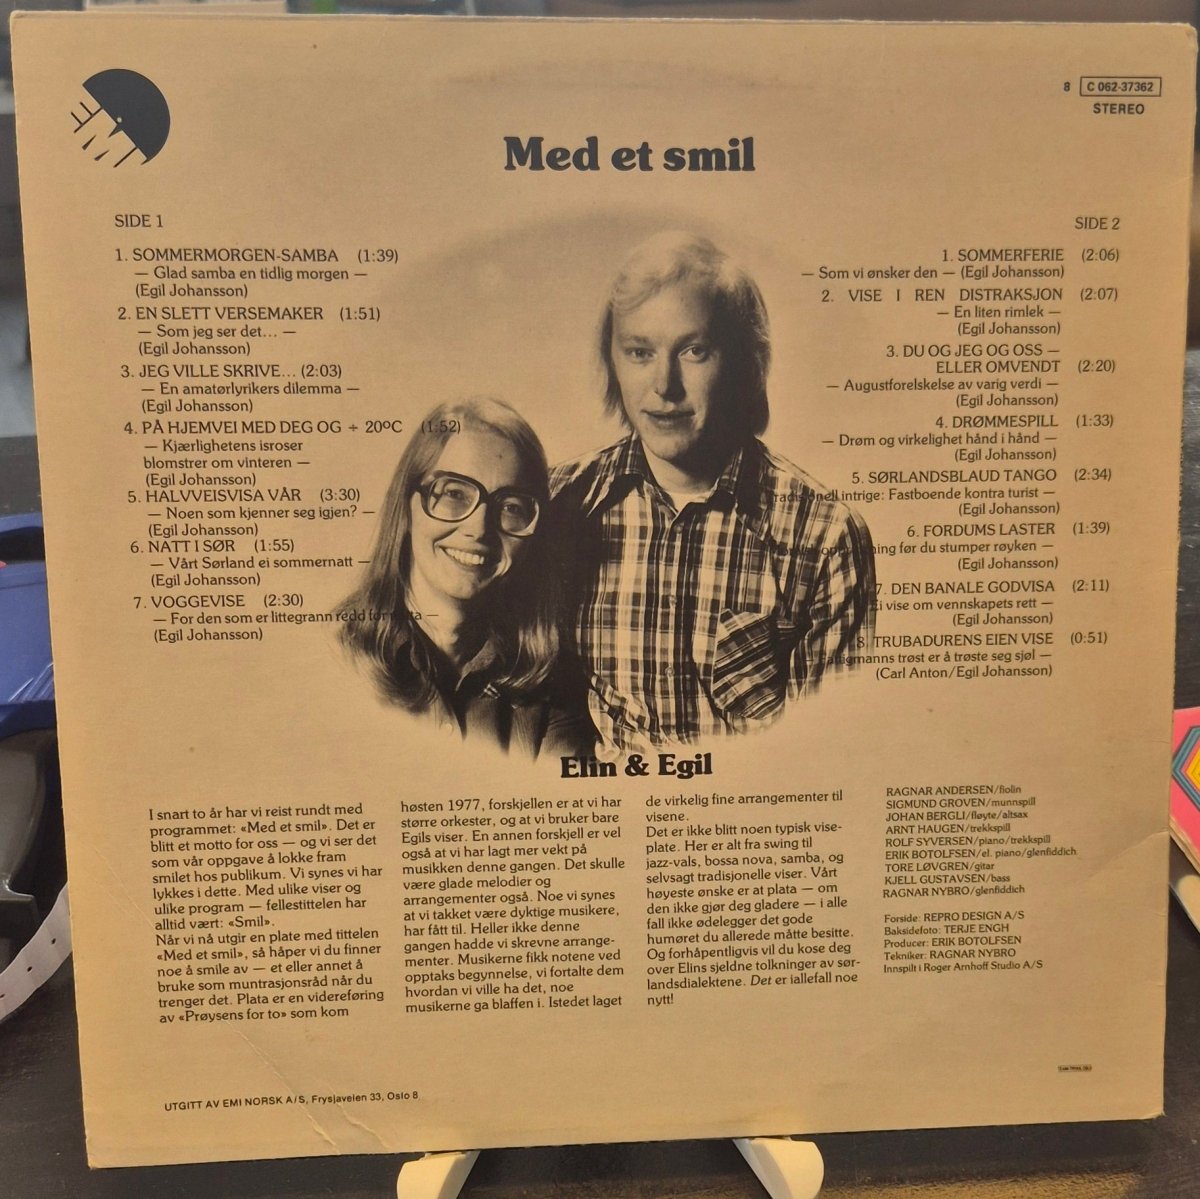 EMI
8 C 062-37362
STEREO
Med et smil
SIDE 1
1. SOMMERMORGEN-SAMBA (1:39)
— Glad samba en tidlig morgen —
(Egil Johansson)
2. EN SLETT VERSEMAKER (1:51)
— Som jeg ser det... —
(Egil Johansson)
3. JEG VILLE SKRIVE... (2:03)
— En amatørlyrikers dilemma —
(Egil Johansson)
4. PÅ HJEMVEI MED DEG OG ÷ 20ºC (1:52)
— Kjærlighetens isroser
blomstrer om vinteren —
(Egil Johansson)
5. HALVVEISVISA VÅR (3:30)
— Noen som kjenner seg igjen? —
(Egil Johansson)
6. NATT I SØR (1:55)
— Vårt Sørland ei sommernatt —
(Egil Johansson)
7. VOGGEVISE (2:30)
— For den som er littegrann redd for —
(Egil Johansson)
SIDE 2
1. SOMMERFERIE (2:06)
— Som vi ønsker den — (Egil Johansson)
2. VISE I REN DISTRAKSJON (2:07)
— En liten rimlek —
(Egil Johansson)
3. DU OG JEG OG OSS —
ELLER OMVENDT (2:20)
— Augustforelskelse av varig verdi —
(Egil Johansson)
4. DRØMMESPILL (1:33)
— Drøm og virkelighet hånd i hånd —
(Egil Johansson)
5. SØRLANDSBLAUD TANGO (2:34)
intrige: Fastboende kontra turist —
(Egil Johansson)
6. FORDUMS LASTER (1:39)
før du stumper røyken —
(Egil Johansson)
7. DEN BANALE GODVISA (2:11)
Ei vise om vennskapets rett —
(Egil Johansson)
8. TRUBADURENS EIEN VISE (0:51)
trøst er å trøste seg sjøl —
(Carl Anton/Egil Johansson)
Elin & Egil
I snart to år har vi reist rundt med
programmet: «Med et smil». Det er
blitt et motto for oss — og vi ser det
som vår oppgave å lokke fram
smilet hos publikum. Vi synes vi har
lykkes i dette. Med ulike viser og
ulike program — fellestittelen har
alltid vært: «Smil».
Når vi nå utgir en plate med tittelen
«Med et smil», så håper vi du finner
noe å smile av — et eller annet å
bruke som muntrasjonsråd når du
trenger det. Plata er en videreføring
av «Prøysens for to» som kom
høsten 1977, forskjellen er at vi har
større orkester, og at vi bruker bare
Egils viser. En annen forskjell er vel
også at vi har lagt mer vekt på
musikken denne gangen. Det skulle
være glade melodier og
arrangementer også. Noe vi synes
at vi takket være dyktige musikere,
har fått til. Heller ikke denne
gangen hadde vi skrevne arrange-
menter. Musikerne fikk notene ved
opptaks begynnelse, vi fortalte dem
hvordan vi ville ha det, noe
musikerne ga blaffen i. Istedet laget
de virkelig fine arrangementer til
visene.
Det er ikke blitt noen typisk vise-
plate. Her er alt fra swing til
jazz-vals, bossa nova, samba, og
selvsagt tradisjonelle viser. Vårt
høyeste ønske er at plata — om
den ikke gjør deg gladere — i alle
fall ikke ødelegger det gode
humøret du allerede måtte besitte.
Og forhåpentligvis vil du kose deg
over Elins sjeldne tolkninger av sør-
landsdialektene. Det er iallefall noe
nytt!
RAGNAR ANDERSEN/fiolin
SIGMUND GROVEN/munnspill
JOHAN BERGLI/fløyte/altsax
ARNT HAUGEN/trekkspill
ROLF SYVERSEN/piano/trekkspill
ERIK BOTOLFSEN/el. piano/glenfiddich
TORE LØVGREN/gitar
KJELL GUSTAVSEN/bass
RAGNAR NYBRO/glenfiddich
Forside: REPRO DESIGN A/S
Baksidefoto: TERJE ENGH
Producer: ERIK BOTOLFSEN
Tekniker: RAGNAR NYBRO
Innspilt i Roger Arnhoff Studio A/S
UTGITT AV EMI NORSK A/S, Frysjaveien 33, Oslo 8